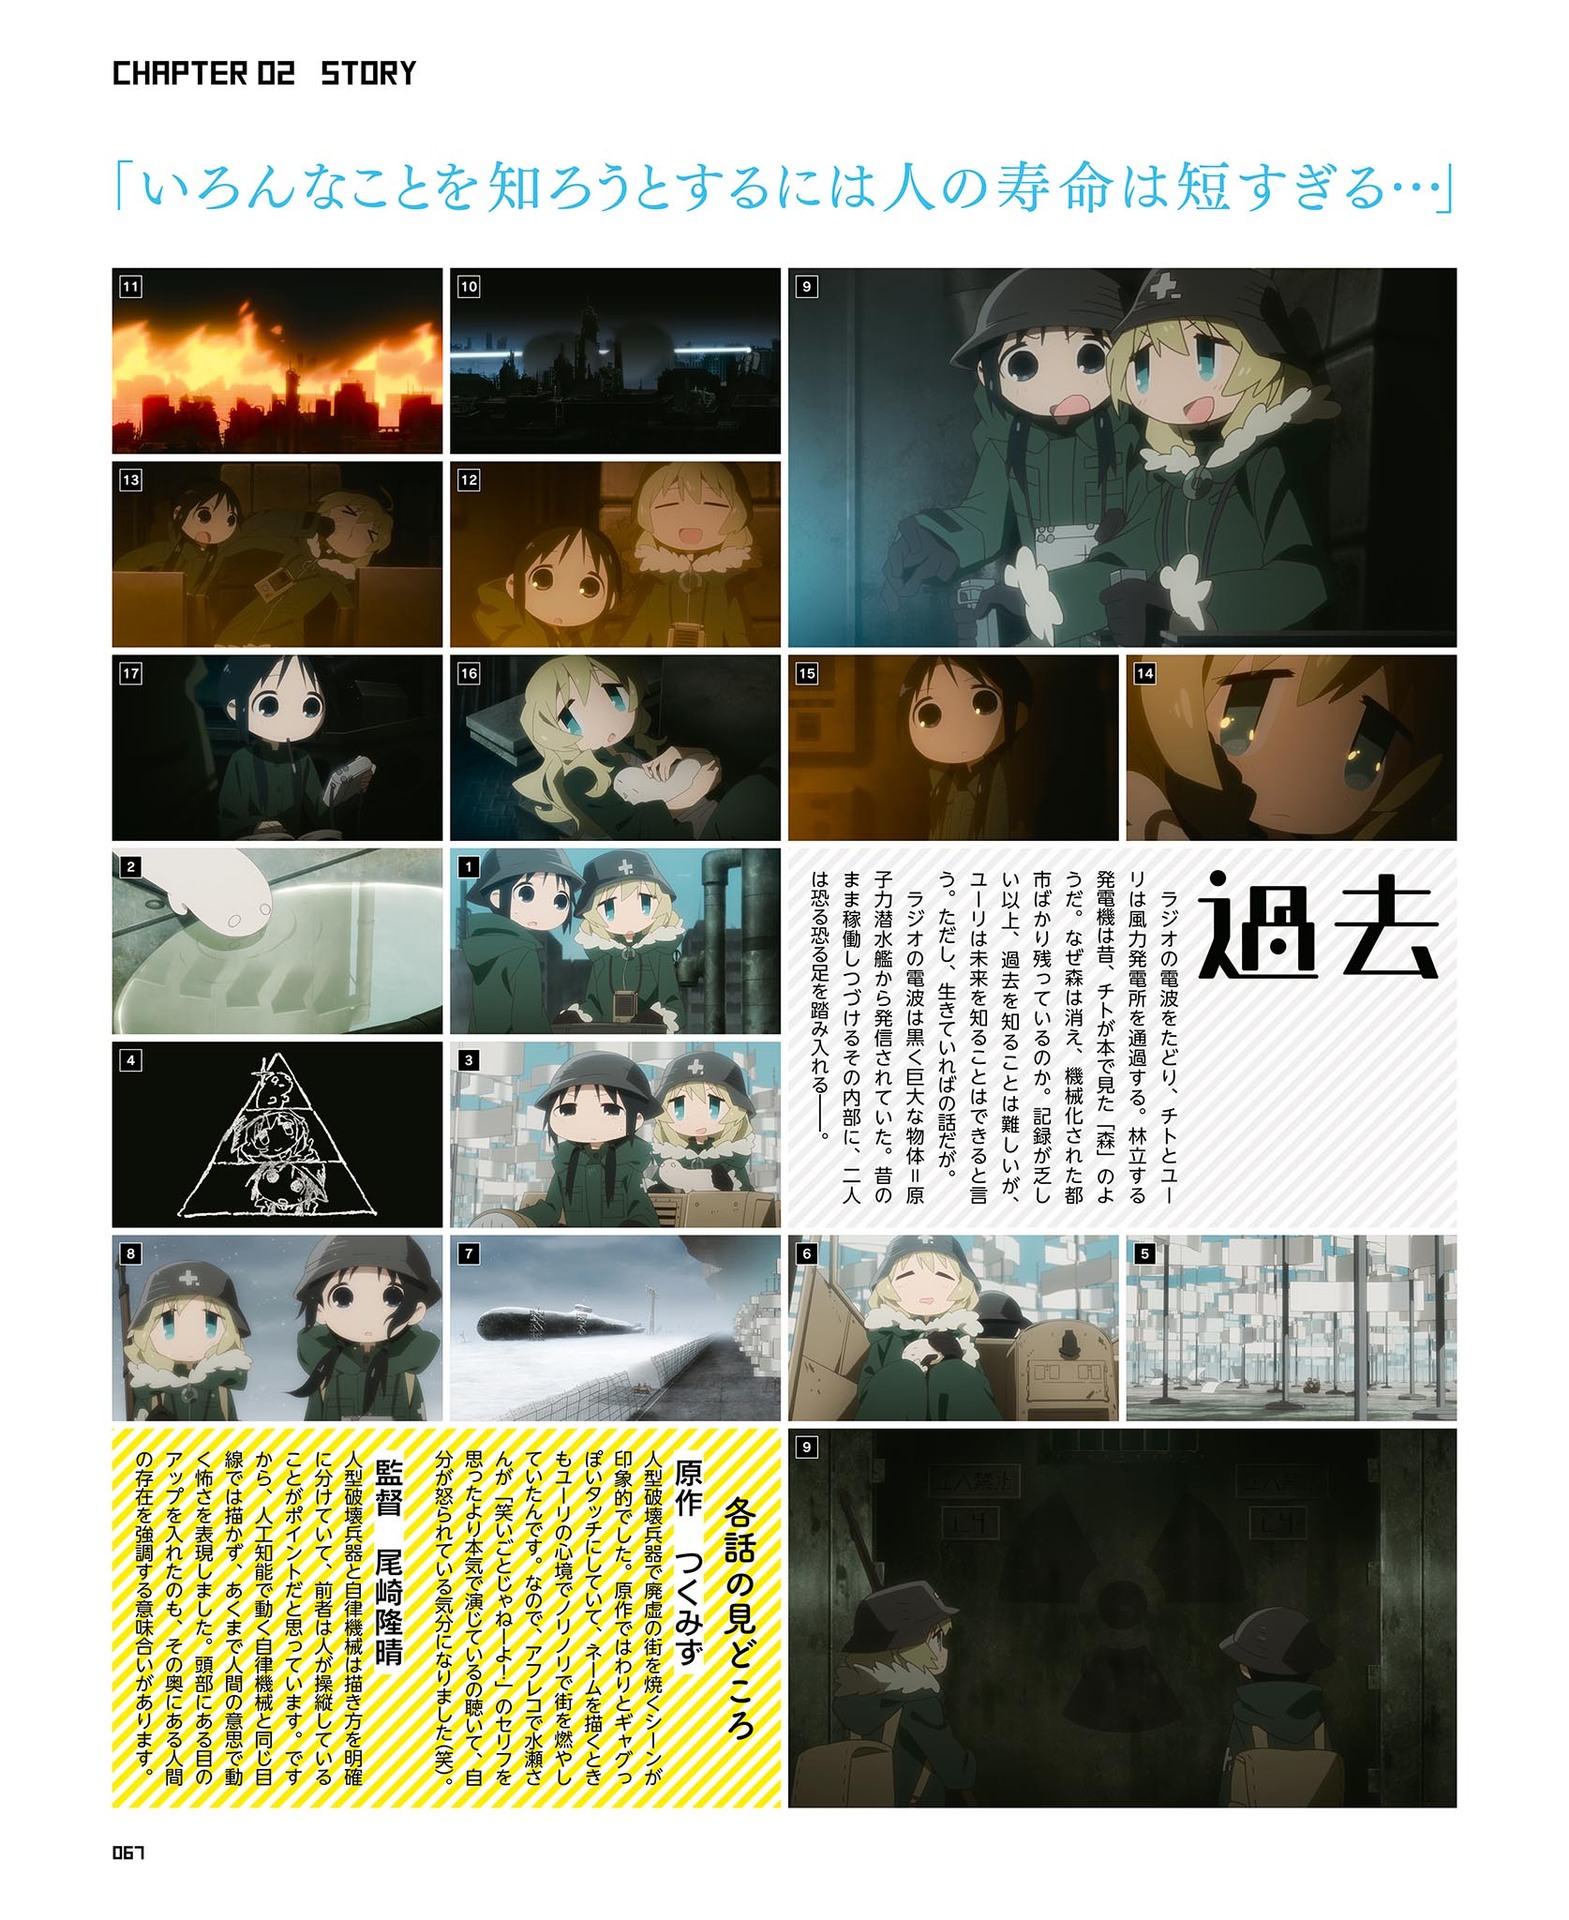 CHAPTER 02 STORY
「いろんなことを知ろうとするには人の寿命は短すぎる…」
9
10
11
12
13
14
15
16
17
過去
ラジオの電波をたどり、チトとユー
リは風力発電所を通過する。林立する
発電機は昔、チトが本で見た「森」のよ
うだ。なぜ森は消え、機械化された都
市ばかり残っているのか。記録が乏し
い以上、過去を知ることは難しいが、
ユーリは未来を知ることはできると言
う。ただし、生きていればの話だが。
ラジオの電波は黒く巨大な物体＝原
子力潜水艦から発信されていた。昔の
まま稼働しつづけるその内部に、二人
は恐る恐る足を踏み入れる――。
1
2
3
4
5
6
7
8
9
各話の見どころ
原作 つくみず
人型破壊兵器で廃虚の街を焼くシーンが
印象的でした。原作ではわりとギャグっ
ぽいタッチにしていて、ネームを描くとき
もユーリの心境でノリノリで街を燃やし
ていたんです。なので、アフレコで水瀬さ
んが「笑いごとじゃねーよ！」のセリフを
思ったより本気で演じているの聴いて、自
分が怒られている気分になりました（笑）。
監督 尾崎隆晴
人型破壊兵器と自律機械は描き方を明確
に分けていて、前者は人が操縦している
ことがポイントだと思っています。です
から、人工知能で動く自律機械と同じ目
線では描かず、あくまで人間の意思で動
く怖さを表現しました。頭部にある目の
アップを入れたのも、その奥にある人間
の存在を強調する意味合いがあります。
067